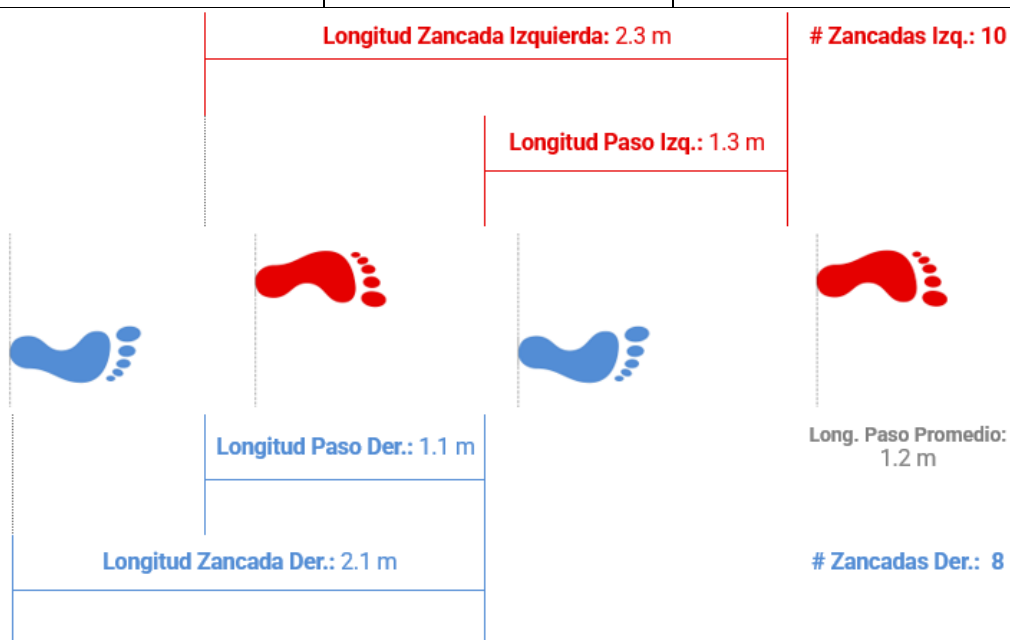 Longitud Zancada Izquierda: 2.3 m
# Zancadas Izq.: 10
Longitud Paso Izq.: 1.3 m
Longitud Paso Der.: 1.1 m
Long. Paso Promedio:
1.2 m
Longitud Zancada Der.: 2.1 m
# Zancadas Der.: 8